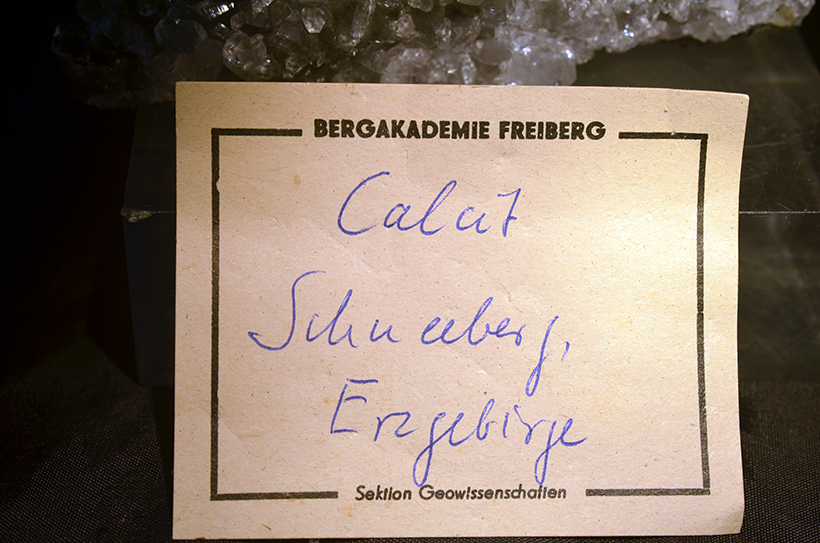 BERGAKADEMIE FREIBERG
Calcit
Schneeberg,
Erzgebirge
Sektion Geowissenschaften